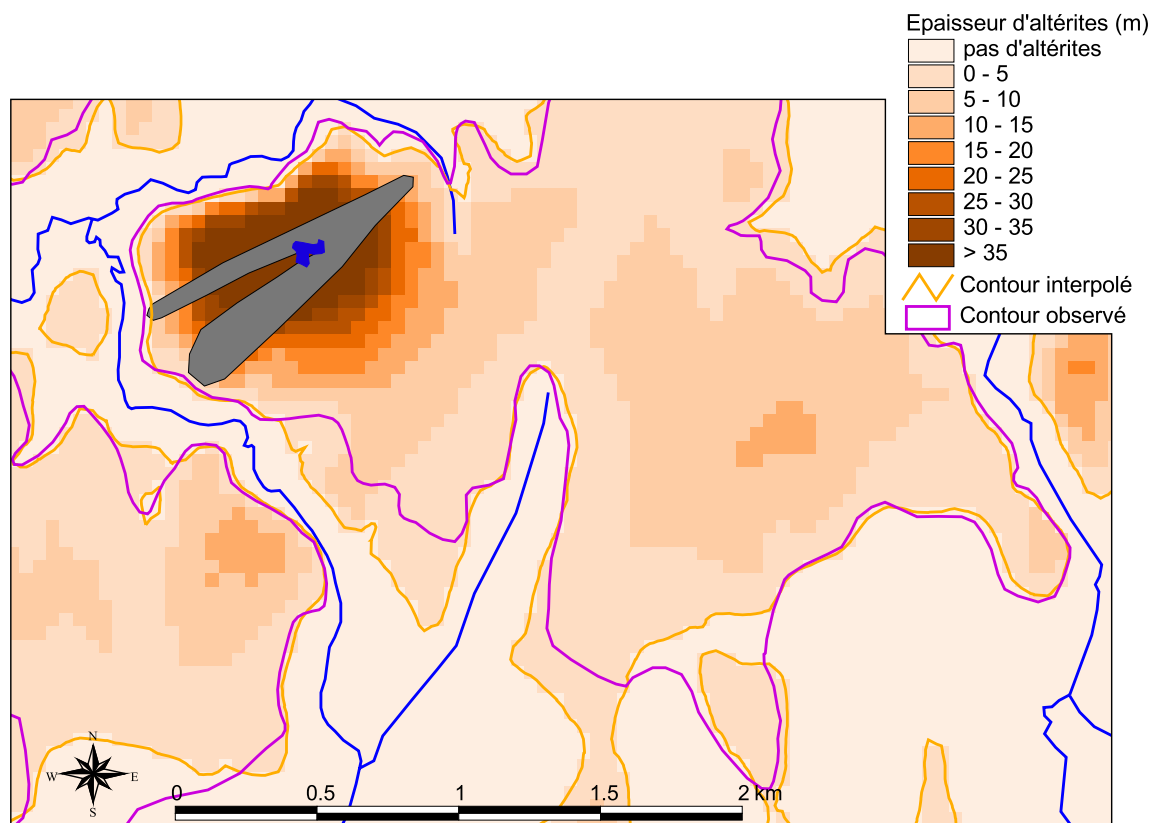 Epaisseur d'altérites (m)
pas d'altérites
0 - 5
5 - 10
10 - 15
15 - 20
20 - 25
25 - 30
30 - 35
> 35
Contour interpolé
Contour observé
N
W E
S
0 0.5 1 1.5 2 km